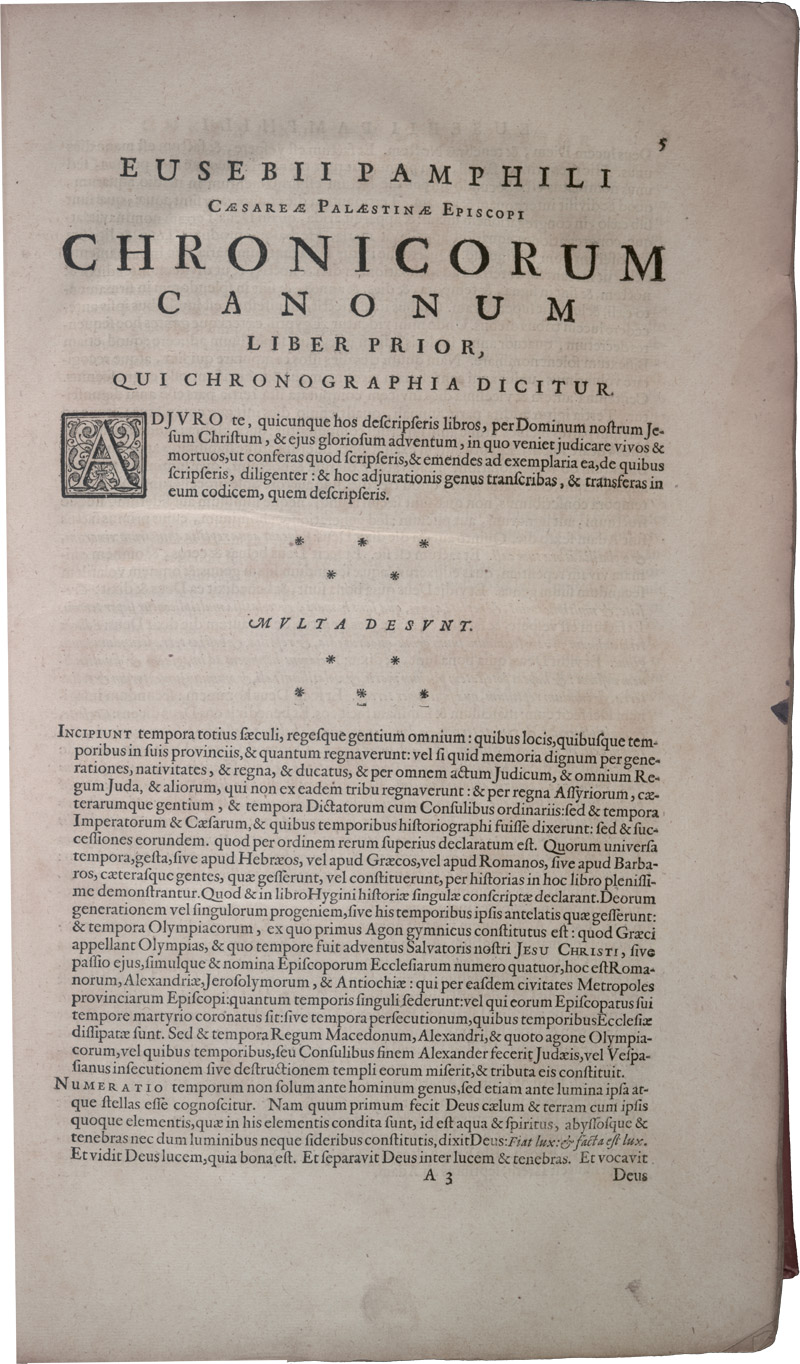 5
EUSEBII PAMPHILI
CÆSAREÆ PALÆSTINÆ EPISCOPI
CHRONICORUM
CANONUM
LIBER PRIOR,
QUI CHRONOGRAPHIA DICITUR.
ADJVRO te, quicunque hos deſcripſeris libros, per Dominum noſtrum Je-
ſum Chriſtum, & ejus glorioſum adventum, in quo veniet judicare vivos &
mortuos, ut conferas quod ſcripſeris, & emendes ad exemplaria ea, de quibus
ſcripſeris, diligenter: & hoc adjurationis genus tranſcribas, & transferas in
eum codicem, quem deſcripſeris.
* * *
* *
MVLTA DESVNT.
* *
* * *
INCIPIUNT tempora totius ſæculi, regeſque gentium omnium: quibus locis, quibuſque tem-
poribus in ſuis provinciis, & quantum regnaverunt: vel ſi quid memoria dignum per gene-
rationes, nativitates, & regna, & ducatus, & per omnem actum Judicum, & omnium Re-
gum Juda, & aliorum, qui non ex eadem tribu regnaverunt: & per regna Aſſyriorum, cæ-
terarumque gentium, & tempora Dictatorum cum Conſulibus ordinariis: ſed & tempora
Imperatorum & Cæſarum, & quibus temporibus hiſtoriographi fuiſſe dixerunt: ſed & ſuc-
ceſſiones eorundem. quod per ordinem rerum ſuperius declaratum eſt. Quorum univerſa
tempora, geſta, ſive apud Hebræos, vel apud Græcos, vel apud Romanos, ſive apud Barba-
ros, cæteraſque gentes, quæ geſſerunt, vel conſtituerunt, per hiſtorias in hoc libro pleniſſi-
me demonſtrantur. Quod & in libro Hygini hiſtoriæ ſingulæ conſcriptæ declarant. Deorum
generationem vel ſingulorum progeniem, ſive his temporibus ipſis antelatis quæ geſſerunt:
& tempora Olympiacorum, ex quo primus Agon gymnicus conſtitutus eſt: quod Græci
appellant Olympias, & quo tempore fuit adventus Salvatoris noſtri JESU CHRISTI, ſive
paſſio ejus, ſimulque & nomina Epiſcoporum Eccleſiarum numero quatuor, hoc eſt Roma-
norum, Alexandriæ, Jeroſolymorum, & Antiochiæ: qui per eaſdem civitates Metropoles
provinciarum Epiſcopi: quantum temporis ſinguli ſederunt: vel qui eorum Epiſcopatus ſui
tempore martyrio coronatus ſit: ſive tempora perſecutionum, quibus temporibus Eccleſiæ
diſſipatæ ſunt. Sed & tempora Regum Macedonum, Alexandri, & quoto agone Olympia-
corum, vel quibus temporibus, ſeu Conſulibus finem Alexander fecerit Judæis, vel Veſpa-
ſianus inſecutionem ſive deſtructionem templi eorum miſerit, & tributa eis conſtituit.
NUMERATIO temporum non ſolum ante hominum genus, ſed etiam ante lumina ipſa at-
que ſtellas eſſe cognoſcitur. Nam quum primum fecit Deus cælum & terram cum ipſis
quoque elementis, quæ in his elementis condita ſunt, id eſt aqua & ſpiritus, abyſſoſque &
tenebras nec dum luminibus neque ſideribus conſtitutis, dixit Deus: Fiat lux: & facta eſt lux.
Et vidit Deus lucem, quia bona eſt. Et ſeparavit Deus inter lucem & tenebras. Et vocavit
A 3 Deus